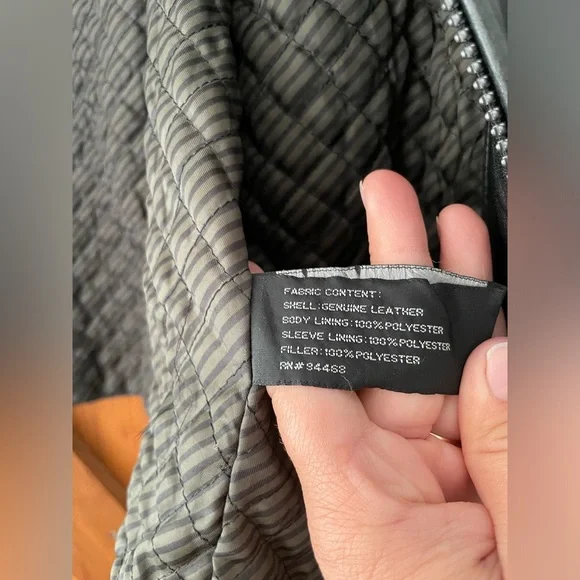 FABRIC CONTENT:
SHELL:GENUINE LEATHER
BODY LINING:100%POLYESTER
SLEEVE LINING:100%POLYESTER
FILLER:100%POLYESTER
RN#94468